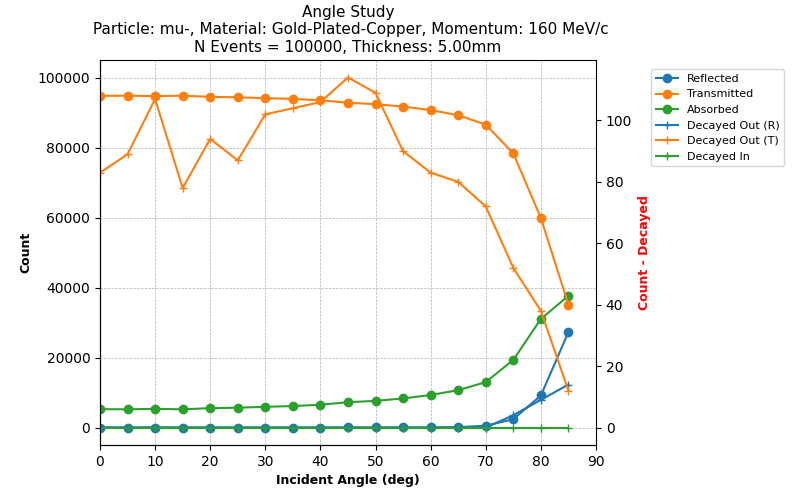 Angle Study
Particle: mu-, Material: Gold-Plated-Copper, Momentum: 160 MeV/c
N Events = 100000, Thickness: 5.00mm
100000
80000
60000
40000
20000
0
Count
0 10 20 30 40 50 60 70 80 90
Incident Angle (deg)
100
80
60
40
20
0
Count - Decayed
Reflected
Transmitted
Absorbed
Decayed Out (R)
Decayed Out (T)
Decayed In